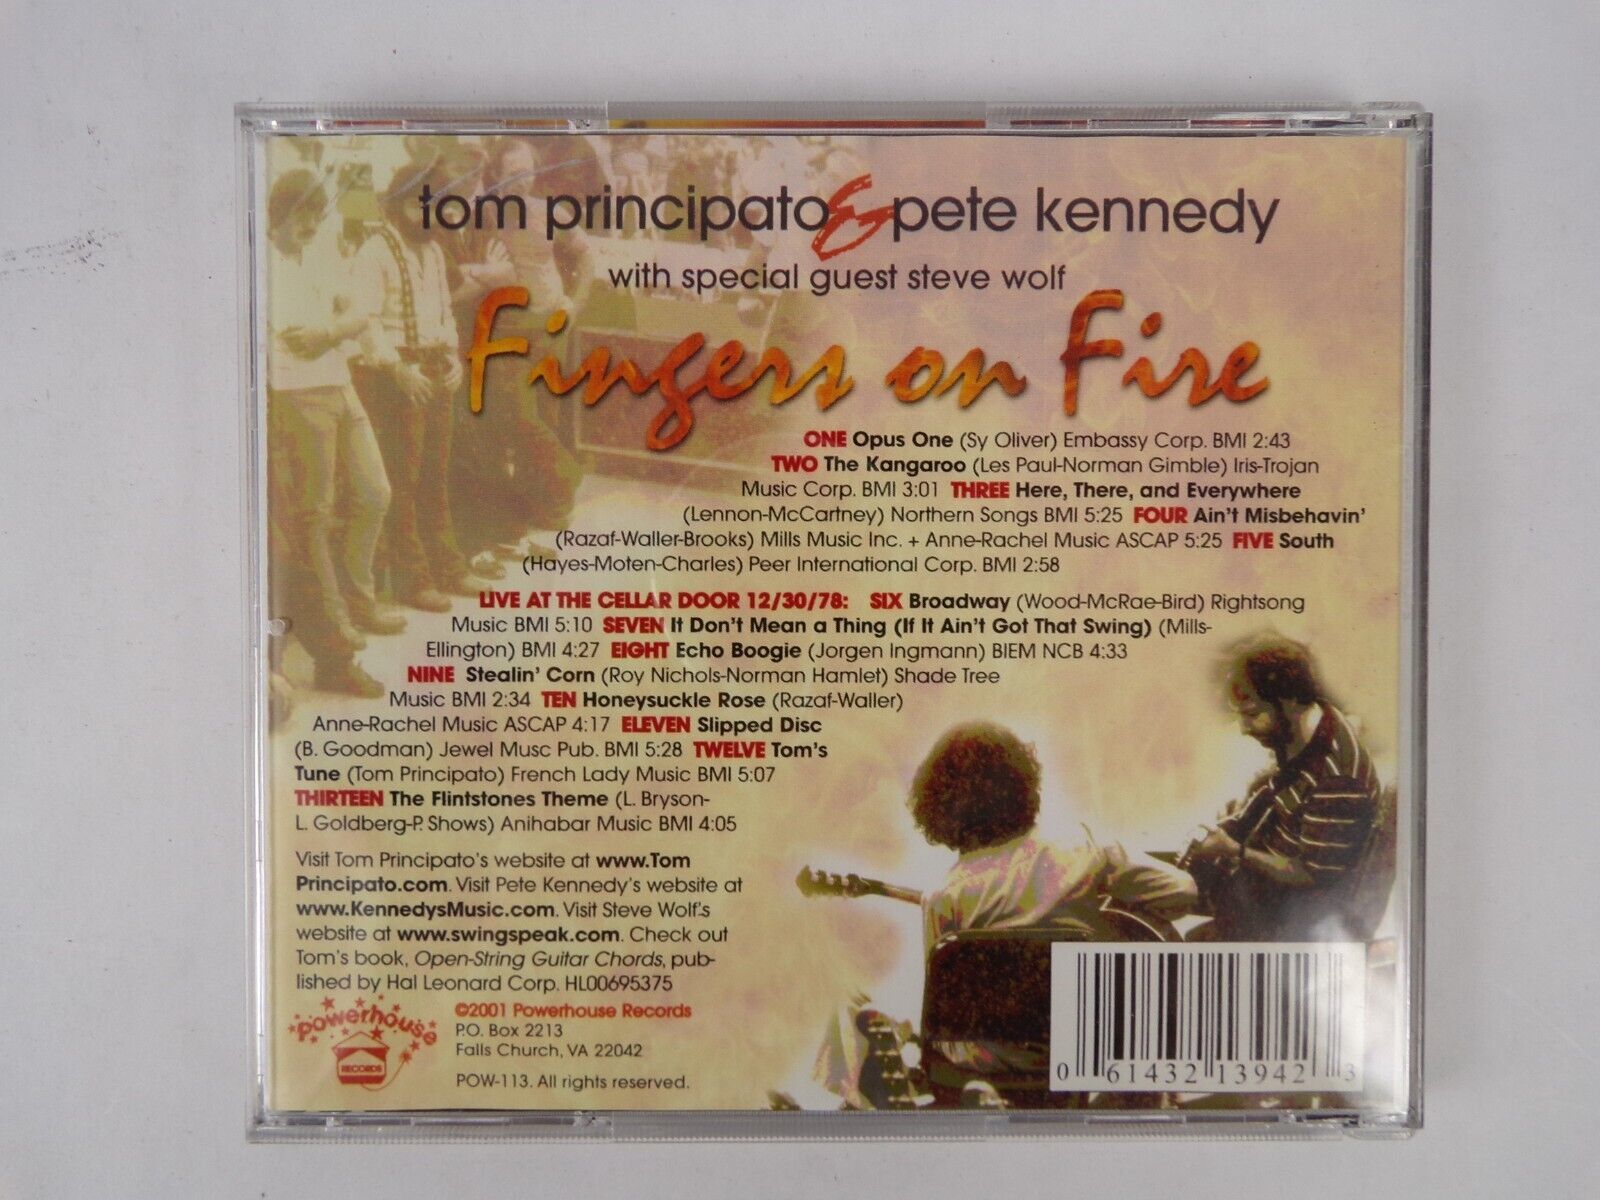 tom principato & pete kennedy
with special guest steve wolf
Fingers on Fire
ONE Opus One (Sy Oliver) Embassy Corp. BMI 2:43
TWO The Kangaroo (Les Paul-Norman Gimble) Iris-Trojan
Music Corp. BMI 3:01 THREE Here, There, and Everywhere
(Lennon-McCartney) Northern Songs BMI 5:25 FOUR Ain't Misbehavin'
(Razaf-Waller-Brooks) Mills Music Inc. + Anne-Rachel Music ASCAP 5:25 FIVE South
(Hayes-Moten-Charles) Peer International Corp. BMI 2:58
LIVE AT THE CELLAR DOOR 12/30/78: SIX Broadway (Wood-McRae-Bird) Rightsong
Music BMI 5:10 SEVEN It Don't Mean a Thing (If It Ain't Got That Swing) (Mills-
Ellington) BMI 4:27 EIGHT Echo Boogie (Jorgen Ingmann) BIEM NCB 4:33
NINE Stealin' Corn (Roy Nichols-Norman Hamlet) Shade Tree
Music BMI 2:34 TEN Honeysuckle Rose (Razaf-Waller)
Anne-Rachel Music ASCAP 4:17 ELEVEN Slipped Disc
(B. Goodman) Jewel Musc Pub. BMI 5:28 TWELVE Tom's
Tune (Tom Principato) French Lady Music BMI 5:07
THIRTEEN The Flintstones Theme (L. Bryson-
L. Goldberg-P. Shows) Anihabar Music BMI 4:05
Visit Tom Principato's website at www.Tom
Principato.com. Visit Pete Kennedy's website at
www.KennedysMusic.com. Visit Steve Wolf's
website at www.swingspeak.com. Check out
Tom's book, Open-String Guitar Chords, pub-
lished by Hal Leonard Corp. HL00695375
powerhouse
RECORDS
©2001 Powerhouse Records
P.O. Box 2213
Falls Church, VA 22042
POW-113. All rights reserved.
0 61432 13942 3